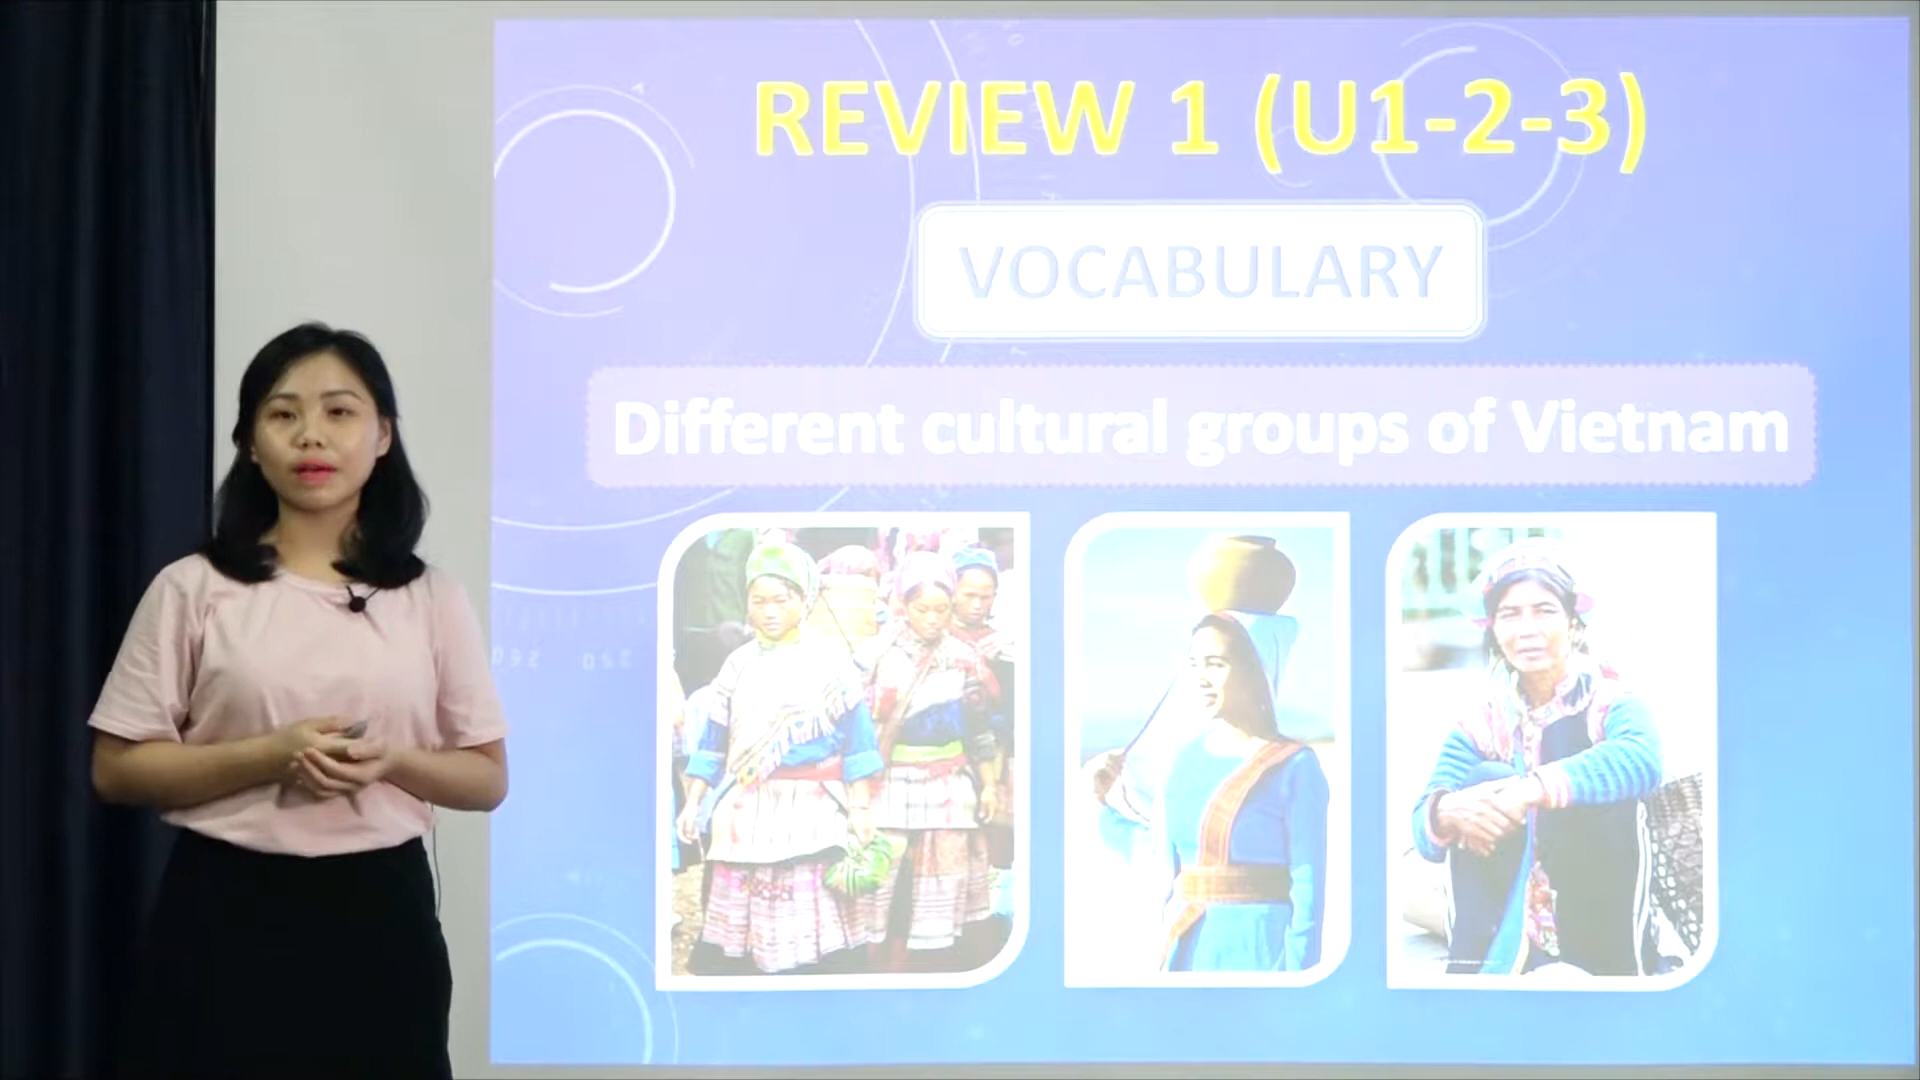 REVIEW 1 (U1-2-3)
VOCABULARY
Different cultural groups of Vietnam